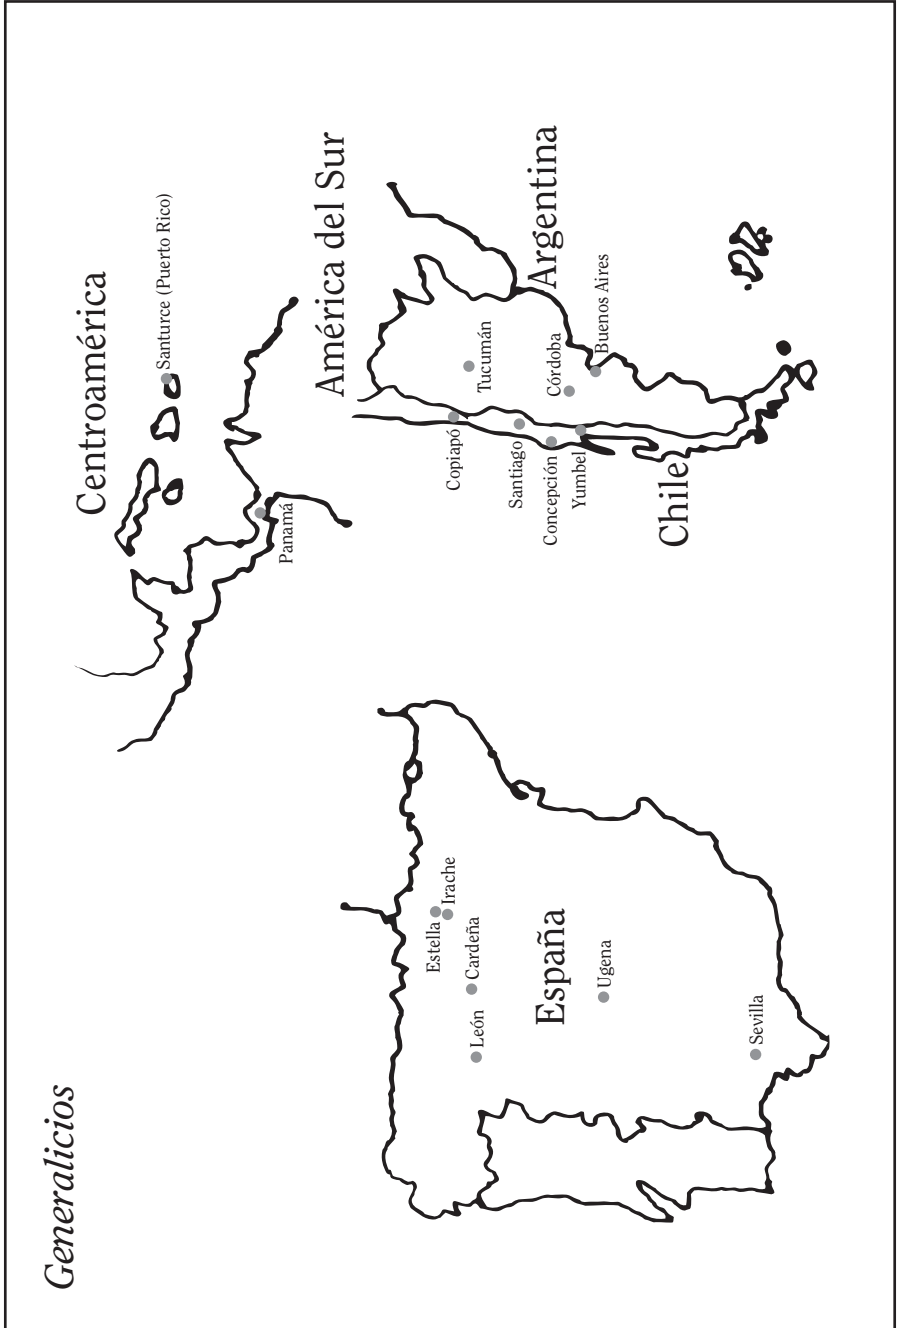 Generalicios
Centroamérica
Santurce (Puerto Rico)
Panamá
América del Sur
Argentina
Tucumán
Córdoba
Buenos Aires
Copiapó
Santiago
Concepción
Yumbel
Chile
España
Estella
Irache
Cardeña
León
Ugena
Sevilla